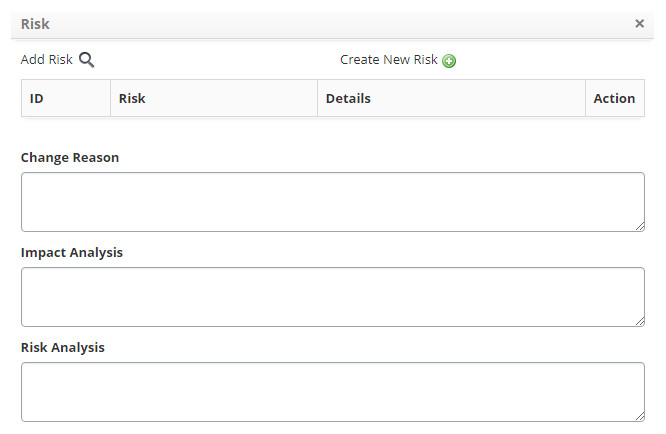 Risk
Add Risk Create New Risk
ID Risk Details Action
Change Reason
Impact Analysis
Risk Analysis